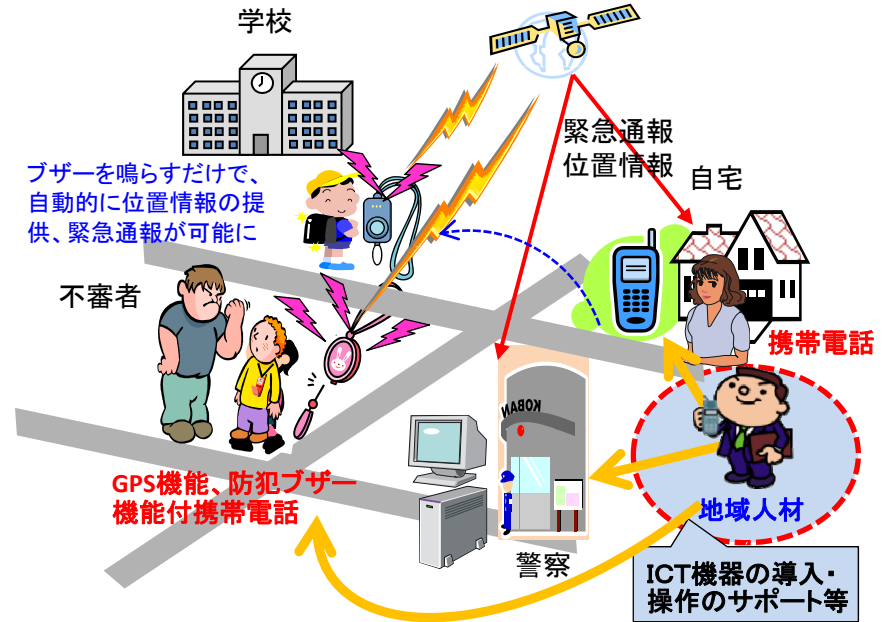 学校
緊急通報
位置情報
自宅
ブザーを鳴らすだけで、
自動的に位置情報の提
供、緊急通報が可能に
不審者
携帯電話
KOBAN
GPS機能、防犯ブザー
機能付携帯電話
地域人材
警察
ICT機器の導入・
操作のサポート等